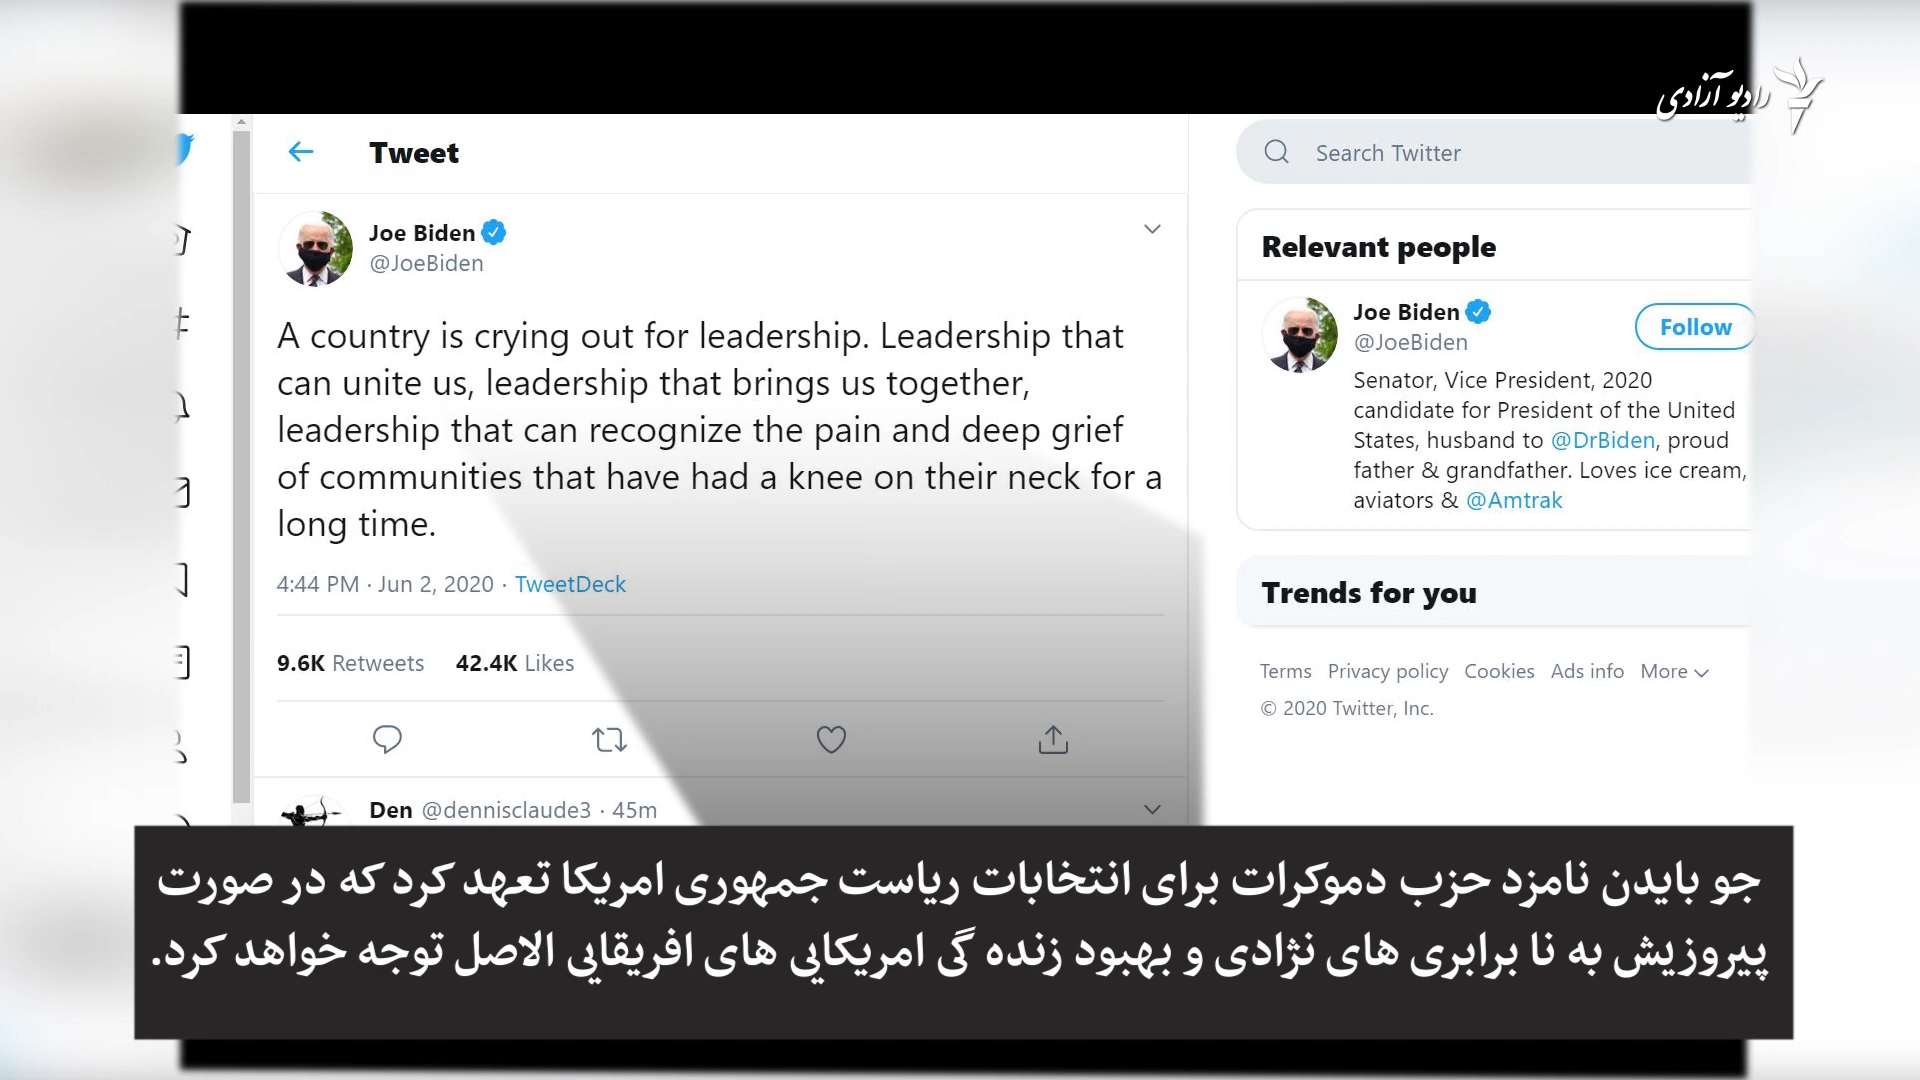 رادیو آزادی
Tweet
Search Twitter
Joe Biden
@JoeBiden
A country is crying out for leadership. Leadership that
can unite us, leadership that brings us together,
leadership that can recognize the pain and deep grief
of communities that have had a knee on their neck for a
long time.
4:44 PM · Jun 2, 2020 · TweetDeck
9.6K Retweets 42.4K Likes
Den @dennisclaude3 · 45m
Relevant people
Joe Biden
@JoeBiden
Follow
Senator, Vice President, 2020
candidate for President of the United
States, husband to @DrBiden, proud
father & grandfather. Loves ice cream,
aviators & @Amtrak
Trends for you
Terms Privacy policy Cookies Ads info More
© 2020 Twitter, Inc.
جو بایدن نامزد حزب دموکرات برای انتخابات ریاست جمهوری امریکا تعهد کرد که در صورت
پیروزیش به نا برابری های نژادی و بهبود زنده گی امریکایی های افریقایی الاصل توجه خواهد کرد.